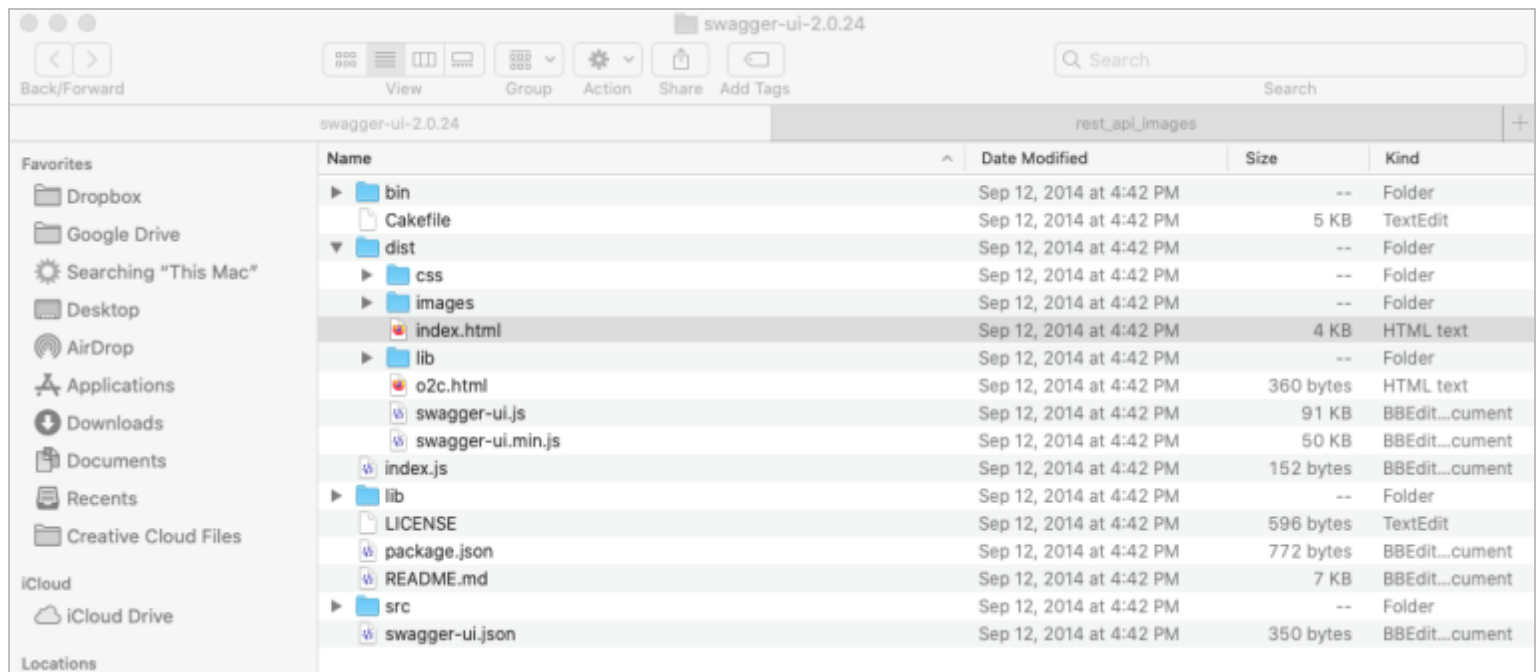 swagger-ui-2.0.24
Search
Back/Forward View Group Action Share Add Tags Search
swagger-ui-2.0.24 rest_api_images +
Favorites
Dropbox
Google Drive
Searching “This Mac”
Desktop
AirDrop
Applications
Downloads
Documents
Recents
Creative Cloud Files
iCloud
iCloud Drive
Locations
Name Date Modified Size Kind
bin Sep 12, 2014 at 4:42 PM -- Folder
Cakefile Sep 12, 2014 at 4:42 PM 5 KB TextEdit
dist Sep 12, 2014 at 4:42 PM -- Folder
css Sep 12, 2014 at 4:42 PM -- Folder
images Sep 12, 2014 at 4:42 PM -- Folder
index.html Sep 12, 2014 at 4:42 PM 4 KB HTML text
lib Sep 12, 2014 at 4:42 PM -- Folder
o2c.html Sep 12, 2014 at 4:42 PM 360 bytes HTML text
swagger-ui.js Sep 12, 2014 at 4:42 PM 91 KB BBEdit...cument
swagger-ui.min.js Sep 12, 2014 at 4:42 PM 50 KB BBEdit...cument
index.js Sep 12, 2014 at 4:42 PM 152 bytes BBEdit...cument
lib Sep 12, 2014 at 4:42 PM -- Folder
LICENSE Sep 12, 2014 at 4:42 PM 596 bytes TextEdit
package.json Sep 12, 2014 at 4:42 PM 772 bytes BBEdit...cument
README.md Sep 12, 2014 at 4:42 PM 7 KB BBEdit...cument
src Sep 12, 2014 at 4:42 PM -- Folder
swagger-ui.json Sep 12, 2014 at 4:42 PM 350 bytes BBEdit...cument